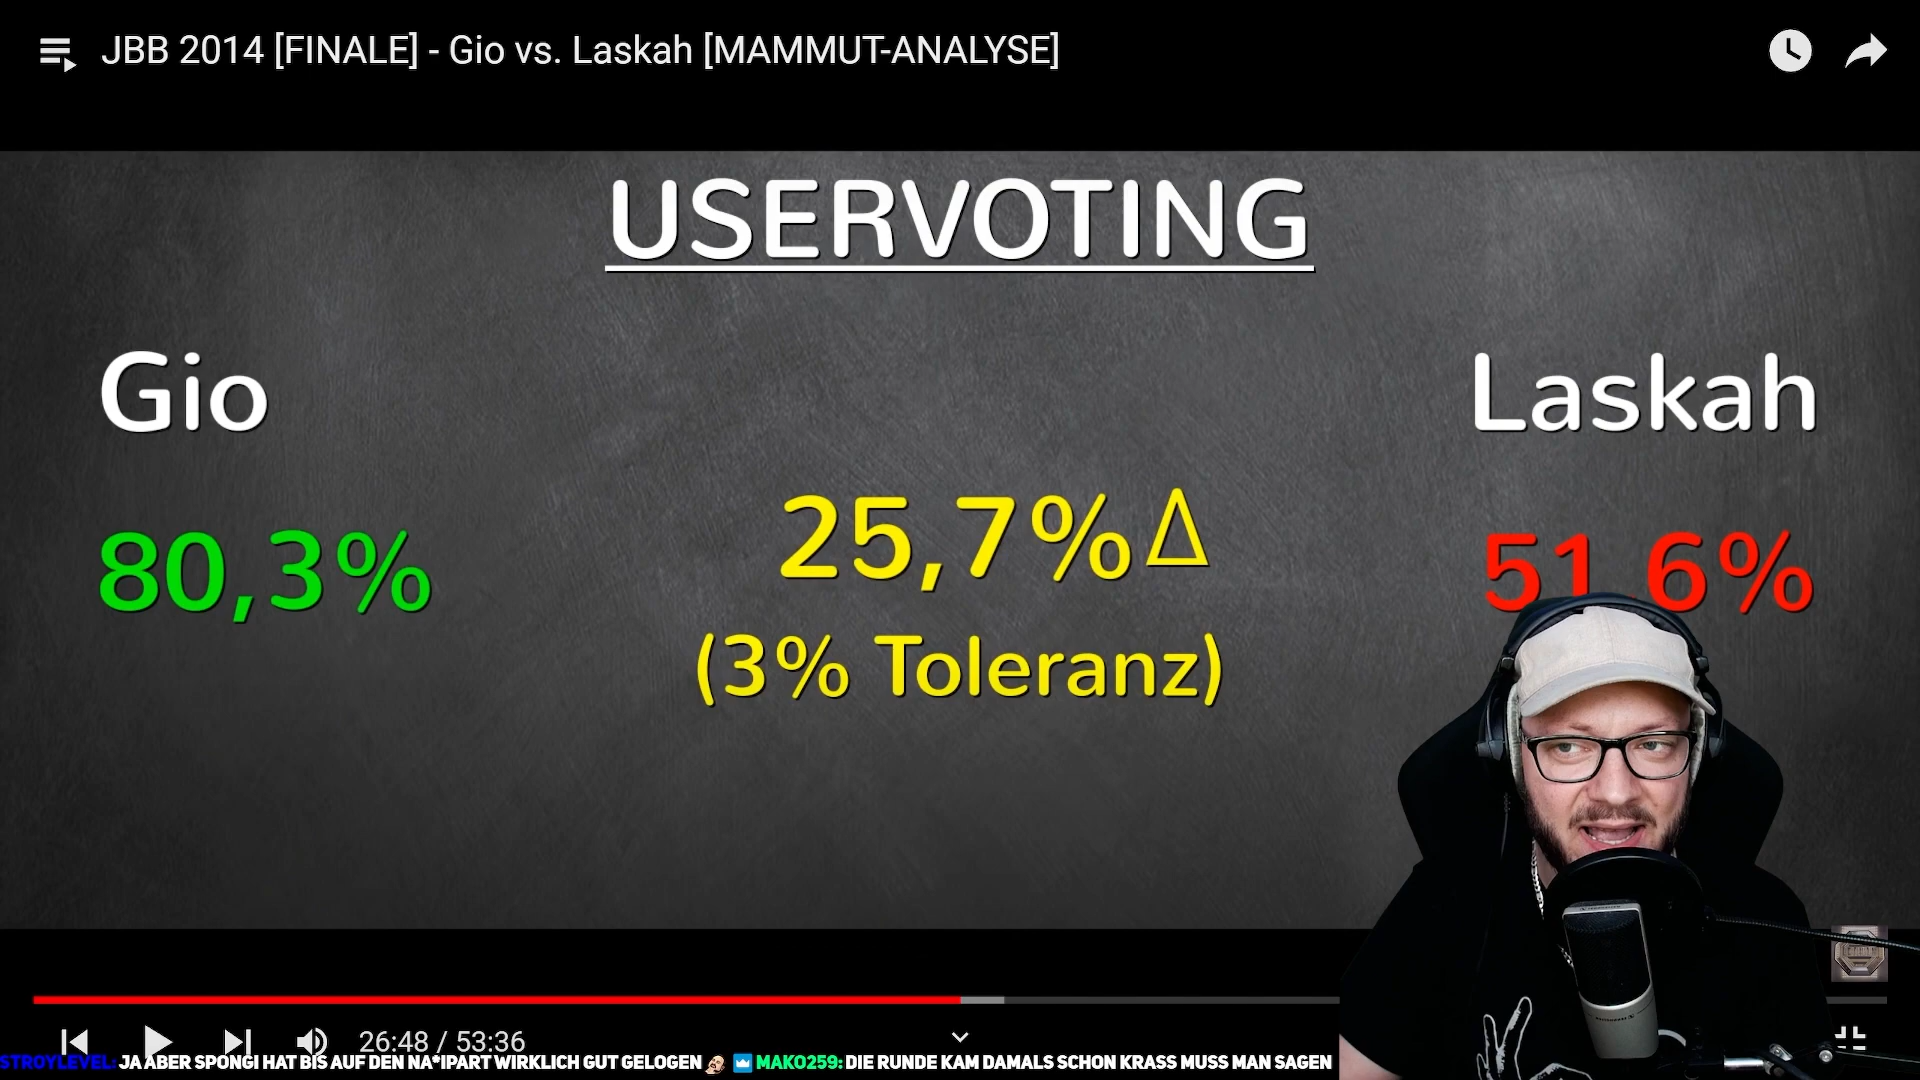 JBB 2014 [FINALE] - Gio vs. Laskah [MAMMUT-ANALYSE]
USERVOTING
Gio
Laskah
80,3%
25,7% Δ
51,6%
(3% Toleranz)
26:48 / 53:36
STROYLEVEL: JA ABER SPONGI HAT BIS AUF DEN NA*IPART WIRKLICH GUT GELOGEN MAKO259: DIE RUNDE KAM DAMALS SCHON KRASS MUSS MAN SAGEN